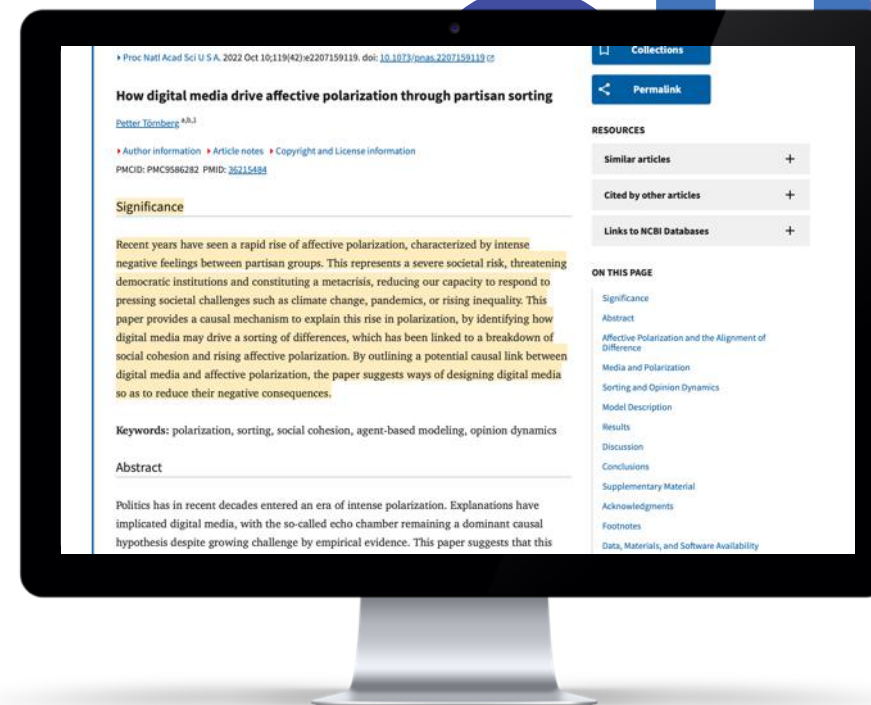 Proc Natl Acad Sci U S A. 2022 Oct 10;119(42):e2207159119. doi: 10.1073/pnas.2207159119
How digital media drive affective polarization through partisan sorting
Petter Törnberg a,b,1
Author information Article notes Copyright and License information
PMCID: PMC9586282 PMID: 36215484
Significance
Recent years have seen a rapid rise of affective polarization, characterized by intense
negative feelings between partisan groups. This represents a severe societal risk, threatening
democratic institutions and constituting a metacrisis, reducing our capacity to respond to
pressing societal challenges such as climate change, pandemics, or rising inequality. This
paper provides a causal mechanism to explain this rise in polarization, by identifying how
digital media may drive a sorting of differences, which has been linked to a breakdown of
social cohesion and rising affective polarization. By outlining a potential causal link between
digital media and affective polarization, the paper suggests ways of designing digital media
so as to reduce their negative consequences.
Keywords: polarization, sorting, social cohesion, agent-based modeling, opinion dynamics
Abstract
Politics has in recent decades entered an era of intense polarization. Explanations have
implicated digital media, with the so-called echo chamber remaining a dominant causal
hypothesis despite growing challenge by empirical evidence. This paper suggests that this
Collections
Permalink
RESOURCES
Similar articles +
Cited by other articles +
Links to NCBI Databases +
ON THIS PAGE
Significance
Abstract
Affective Polarization and the Alignment of
Difference
Media and Polarization
Sorting and Opinion Dynamics
Model Description
Results
Discussion
Conclusions
Supplementary Material
Acknowledgments
Footnotes
Data, Materials, and Software Availability